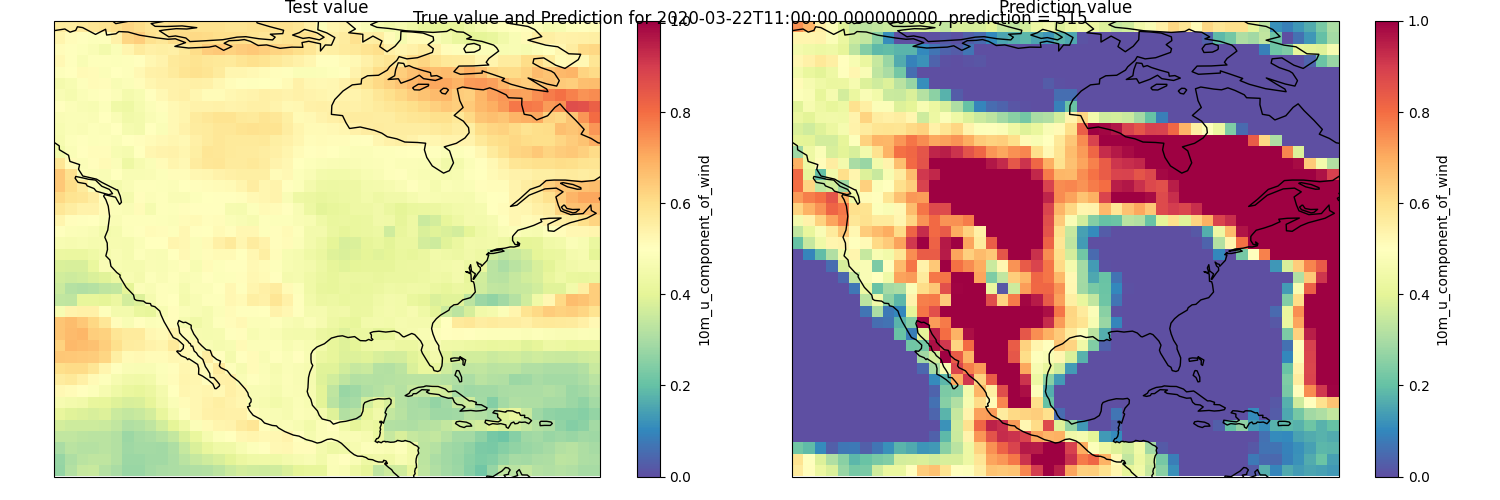 Test value
True value and Prediction for 2020-03-22T11:00:00.000000000, prediction = 515
Prediction value
1.0
0.8
0.6
0.4
0.2
0.0
10m_u_component_of_wind
1.0
0.8
0.6
0.4
0.2
0.0
10m_u_component_of_wind